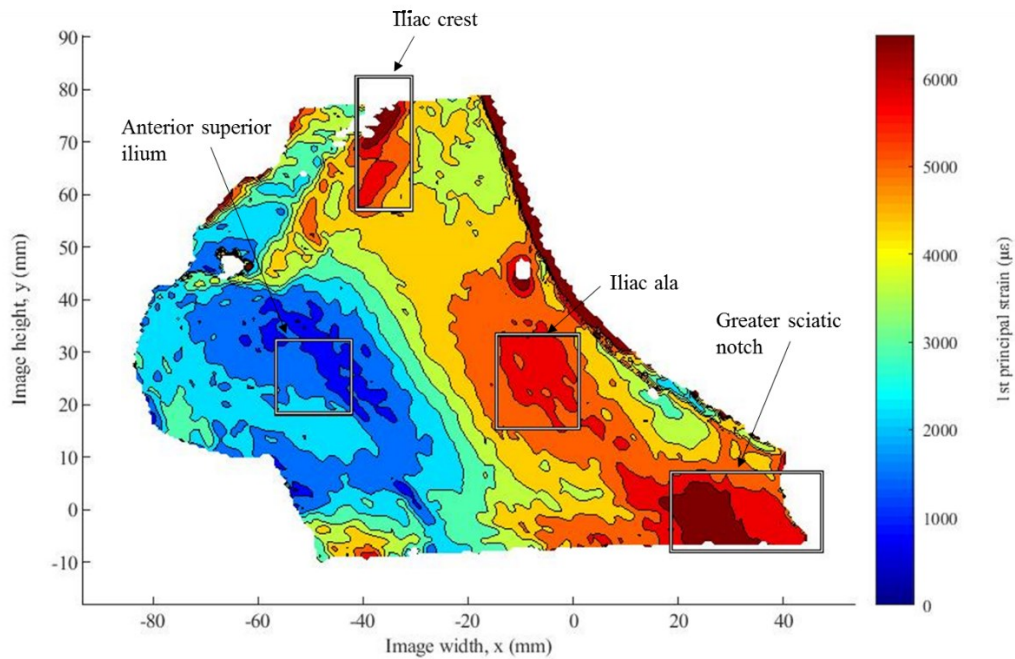 Iliac crest
Anterior superior
ilium
Iliac ala
Greater sciatic
notch
90
80
70
60
50
40
30
20
10
0
-10
Image height, y (mm)
-80
-60
-40
-20
0
20
40
Image width, x (mm)
6000
5000
4000
3000
2000
1000
0
1st principal strain (µε)